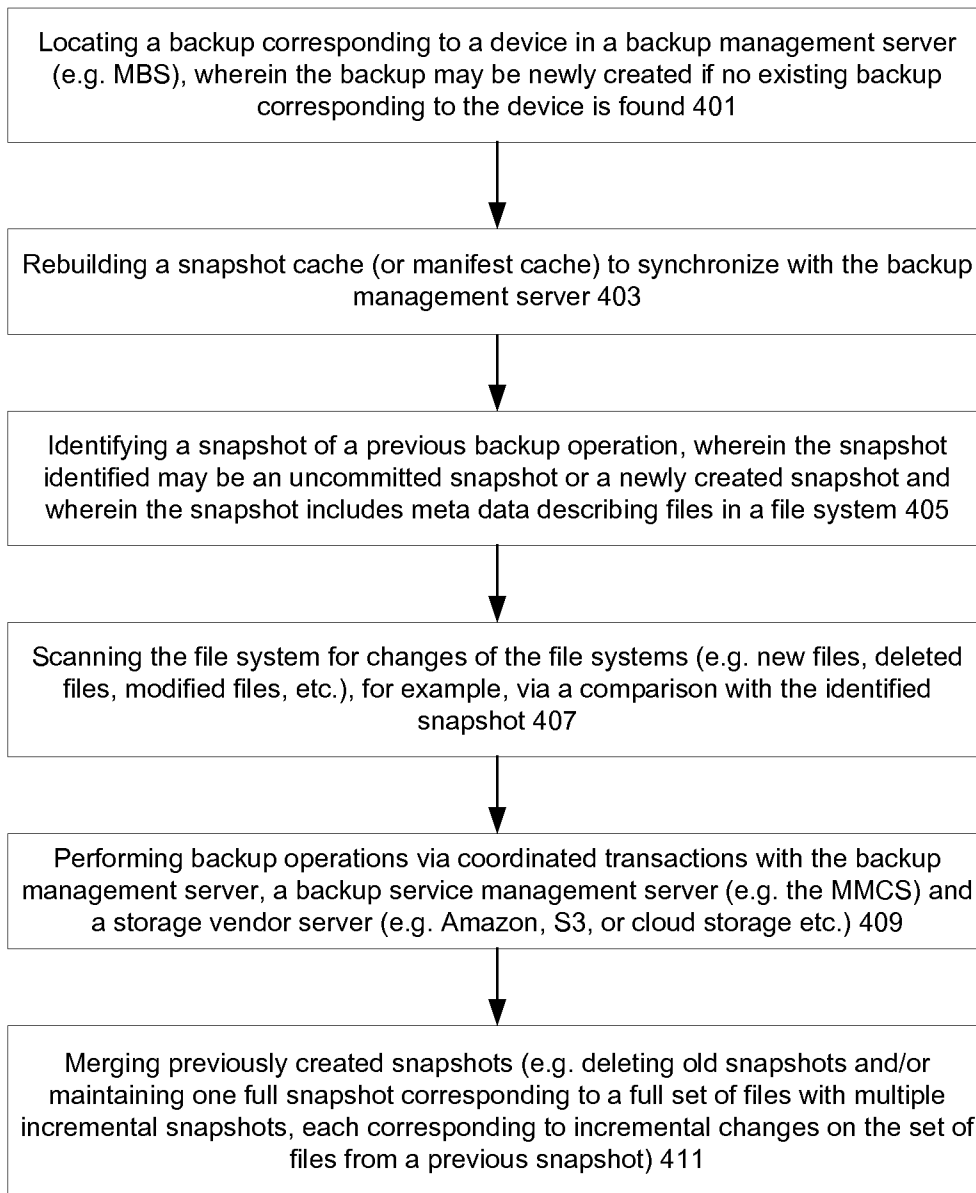 Locating a backup corresponding to a device in a backup management server
(e.g. MBS), wherein the backup may be newly created if no existing backup
corresponding to the device is found 401
Rebuilding a snapshot cache (or manifest cache) to synchronize with the backup
management server 403
Identifying a snapshot of a previous backup operation, wherein the snapshot
identified may be an uncommitted snapshot or a newly created snapshot and
wherein the snapshot includes meta data describing files in a file system 405
Scanning the file system for changes of the file systems (e.g. new files, deleted
files, modified files, etc.), for example, via a comparison with the identified
snapshot 407
Performing backup operations via coordinated transactions with the backup
management server, a backup service management server (e.g. the MMCS) and
a storage vendor server (e.g. Amazon, S3, or cloud storage etc.) 409
Merging previously created snapshots (e.g. deleting old snapshots and/or
maintaining one full snapshot corresponding to a full set of files with multiple
incremental snapshots, each corresponding to incremental changes on the set of
files from a previous snapshot) 411